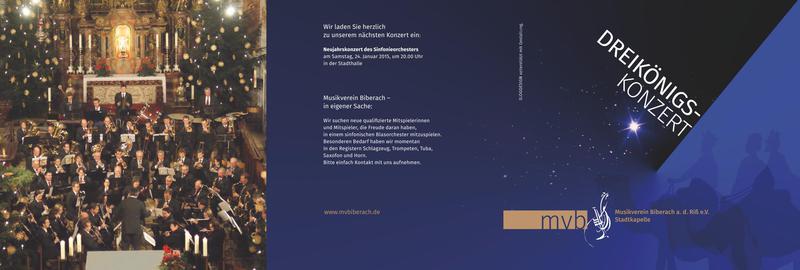 Wir laden Sie herzlich
zu unserem nächsten Konzert ein:
Neujahrskonzert des Sinfonieorchesters
am Samstag, 24. Januar 2015, um 20.00 Uhr
in der Stadthalle
Musikverein Biberach –
in eigener Sache:
Wir suchen neue qualifizierte Mitspielerinnen
und Mitspieler, die Freude daran haben,
in einem sinfonischen Blasorchester mitzuspielen.
Besonderen Bedarf haben wir momentan
in den Registern Schlagzeug, Trompeten, Tuba,
Saxofon und Horn.
Bitte einfach Kontakt mit uns aufnehmen.
www.mvbiberach.de
DREIKÖNIGS-
KONZERT
mvb
Musikverein Biberach a. d. Riß e.V.
Stadtkapelle